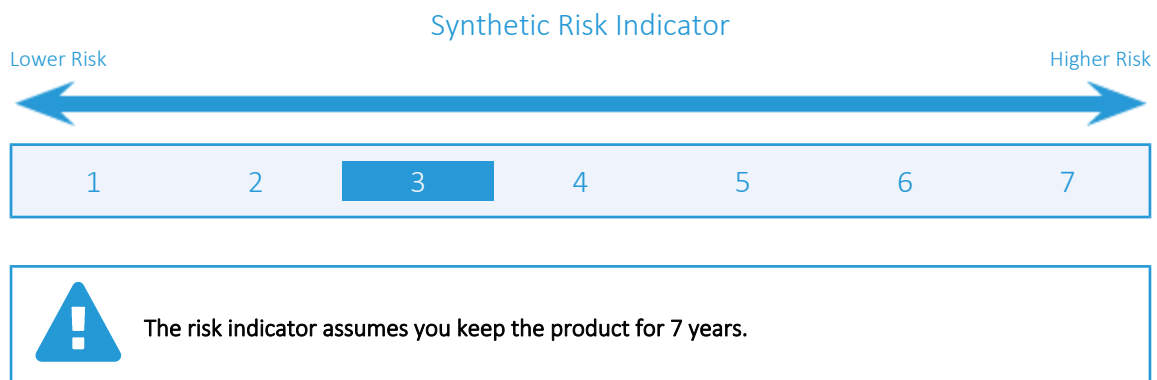 Synthetic Risk Indicator
Lower Risk Higher Risk
1 2 3 4 5 6 7
The risk indicator assumes you keep the product for 7 years.